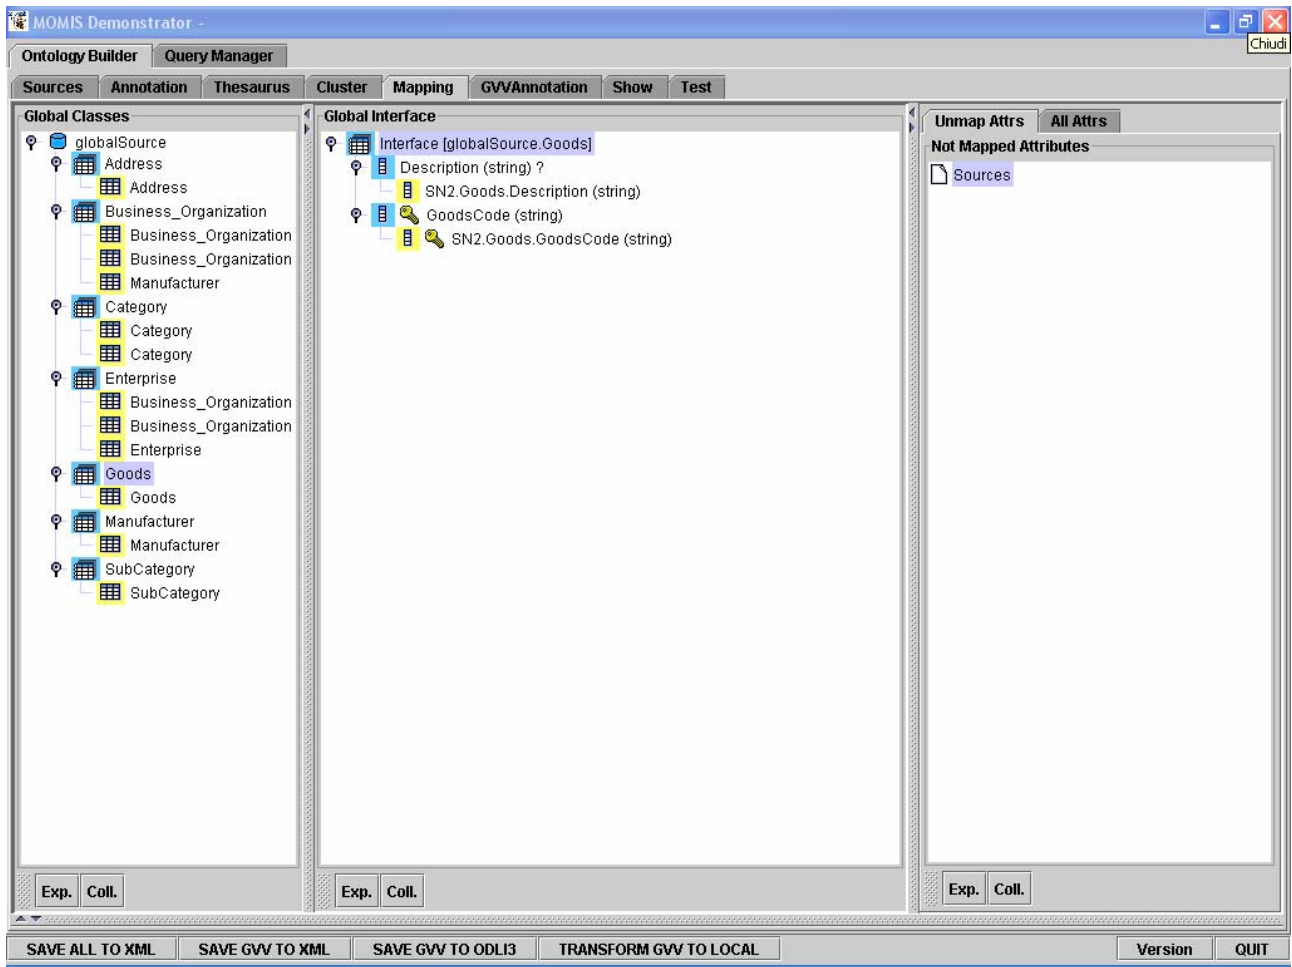 MOMIS Demonstrator -
Chiudi
Ontology Builder Query Manager
Sources Annotation Thesaurus Cluster Mapping GVVAnnotation Show Test
Global Classes
globalSource
Address
Address
Business_Organization
Business_Organization
Business_Organization
Manufacturer
Category
Category
Category
Enterprise
Business_Organization
Business_Organization
Enterprise
Goods
Goods
Manufacturer
Manufacturer
SubCategory
SubCategory
Exp. Coll.
Global Interface
Interface [globalSource.Goods]
Description (string) ?
SN2.Goods.Description (string)
GoodsCode (string)
SN2.Goods.GoodsCode (string)
Exp. Coll.
Unmap Attrs All Attrs
Not Mapped Attributes
Sources
Exp. Coll.
SAVE ALL TO XML SAVE GVV TO XML SAVE GVV TO ODLI3 TRANSFORM GVV TO LOCAL Version QUIT